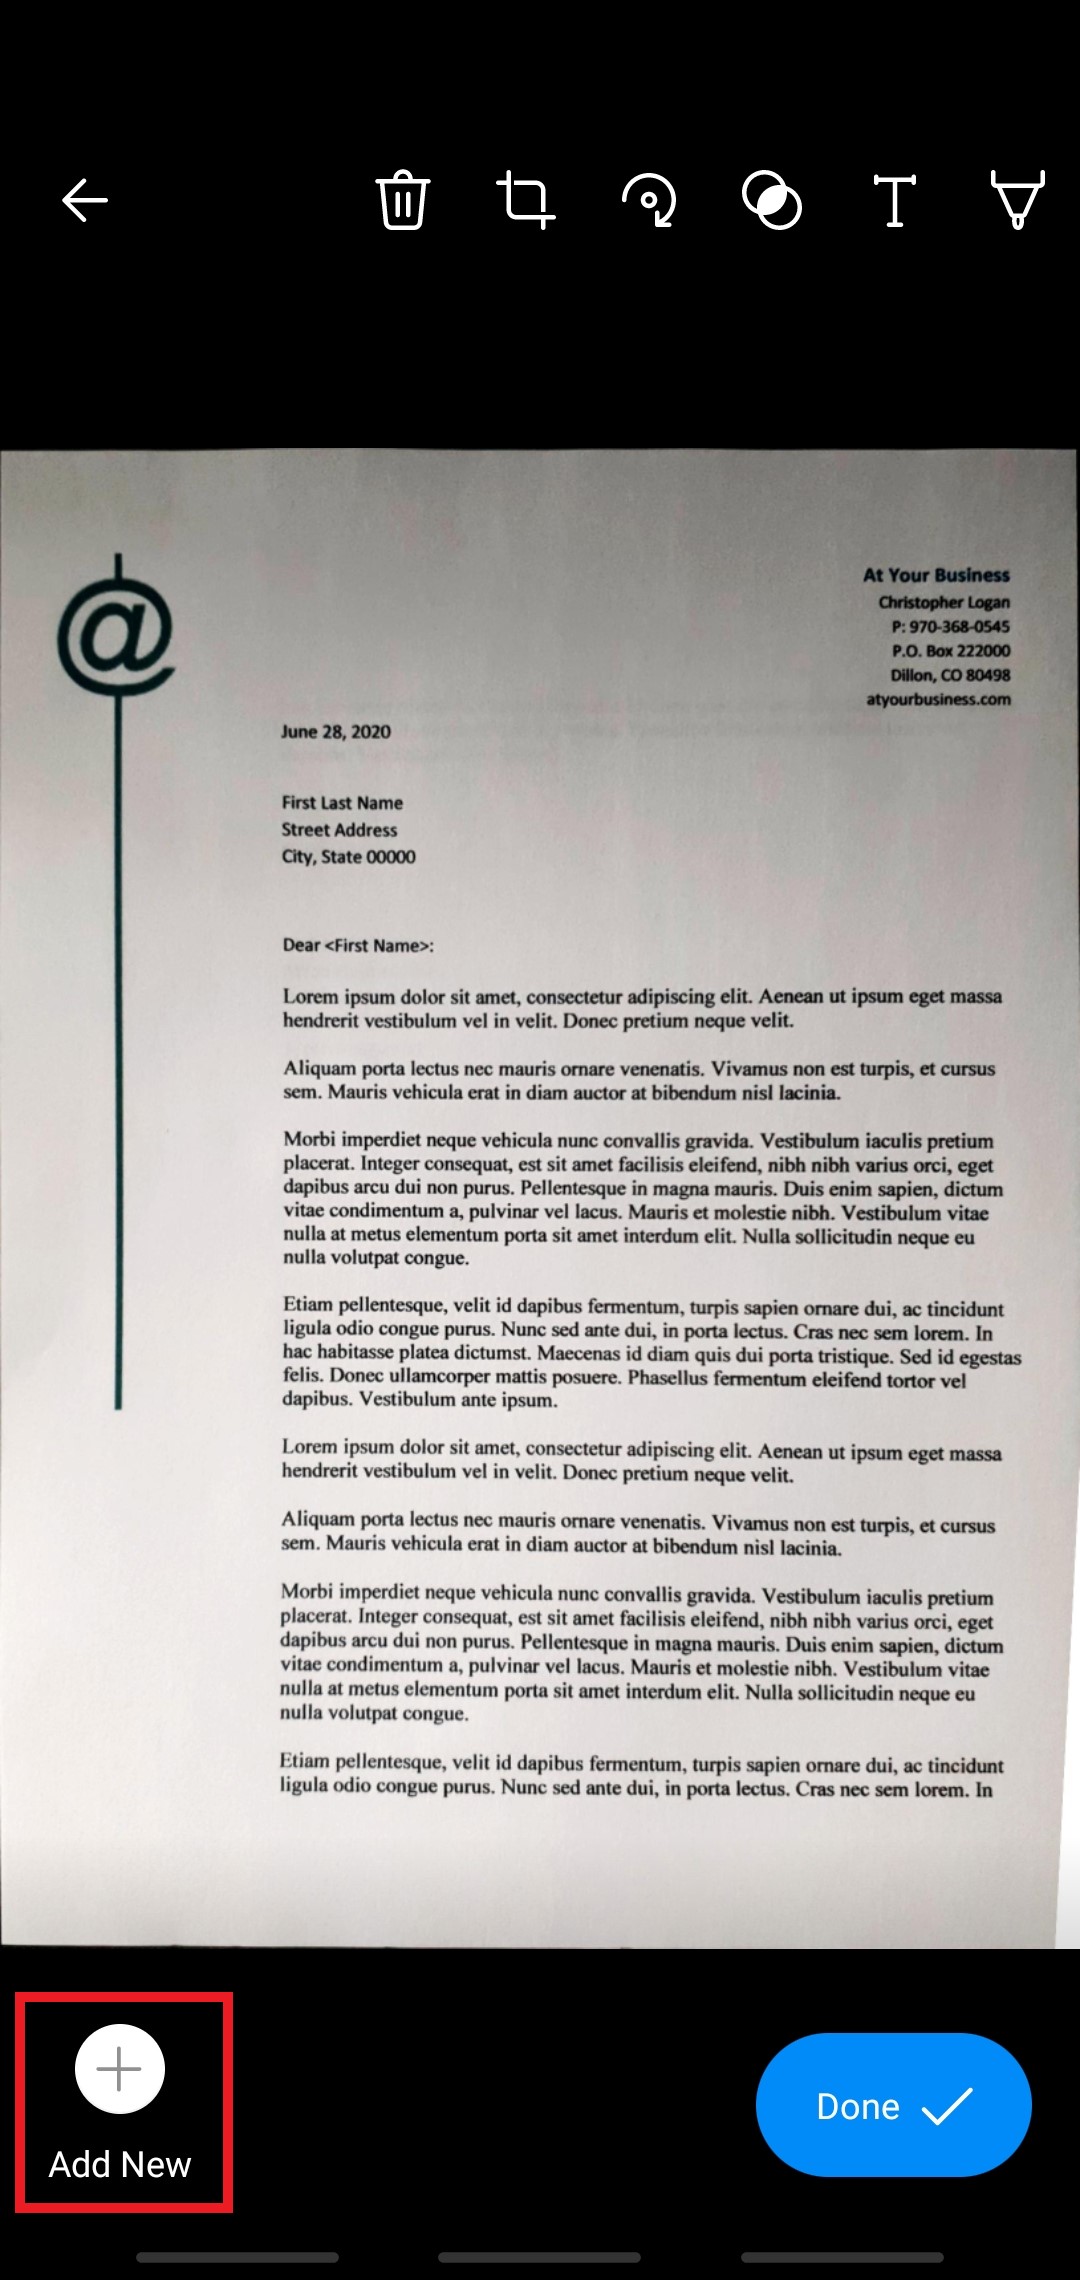 At Your Business
Christopher Logan
P: 970-368-0545
P.O. Box 222000
Dillon, CO 80498
atyourbusiness.com
@
June 28, 2020
First Last Name
Street Address
City, State 00000
Dear <First Name>:
Lorem ipsum dolor sit amet, consectetur adipiscing elit. Aenean ut ipsum eget massa
hendrerit vestibulum vel in velit. Donec pretium neque velit.
Aliquam porta lectus nec mauris ornare venenatis. Vivamus non est turpis, et cursus
sem. Mauris vehicula erat in diam auctor at bibendum nisl lacinia.
Morbi imperdiet neque vehicula nunc convallis gravida. Vestibulum iaculis pretium
placerat. Integer consequat, est sit amet facilisis eleifend, nibh nibh varius orci, eget
dapibus arcu dui non purus. Pellentesque in magna mauris. Duis enim sapien, dictum
vitae condimentum a, pulvinar vel lacus. Mauris et molestie nibh. Vestibulum vitae
nulla at metus elementum porta sit amet interdum elit. Nulla sollicitudin neque eu
nulla volutpat congue.
Etiam pellentesque, velit id dapibus fermentum, turpis sapien ornare dui, ac tincidunt
ligula odio congue purus. Nunc sed ante dui, in porta lectus. Cras nec sem lorem. In
hac habitasse platea dictumst. Maecenas id diam quis dui porta tristique. Sed id egestas
felis. Donec ullamcorper mattis posuere. Phasellus fermentum eleifend tortor vel
dapibus. Vestibulum ante ipsum.
Lorem ipsum dolor sit amet, consectetur adipiscing elit. Aenean ut ipsum eget massa
hendrerit vestibulum vel in velit. Donec pretium neque velit.
Aliquam porta lectus nec mauris ornare venenatis. Vivamus non est turpis, et cursus
sem. Mauris vehicula erat in diam auctor at bibendum nisl lacinia.
Morbi imperdiet neque vehicula nunc convallis gravida. Vestibulum iaculis pretium
placerat. Integer consequat, est sit amet facilisis eleifend, nibh nibh varius orci, eget
dapibus arcu dui non purus. Pellentesque in magna mauris. Duis enim sapien, dictum
vitae condimentum a, pulvinar vel lacus. Mauris et molestie nibh. Vestibulum vitae
nulla at metus elementum porta sit amet interdum elit. Nulla sollicitudin neque eu
nulla volutpat congue.
Etiam pellentesque, velit id dapibus fermentum, turpis sapien ornare dui, ac tincidunt
ligula odio congue purus. Nunc sed ante dui, in porta lectus. Cras nec sem lorem. In
Add New
Done